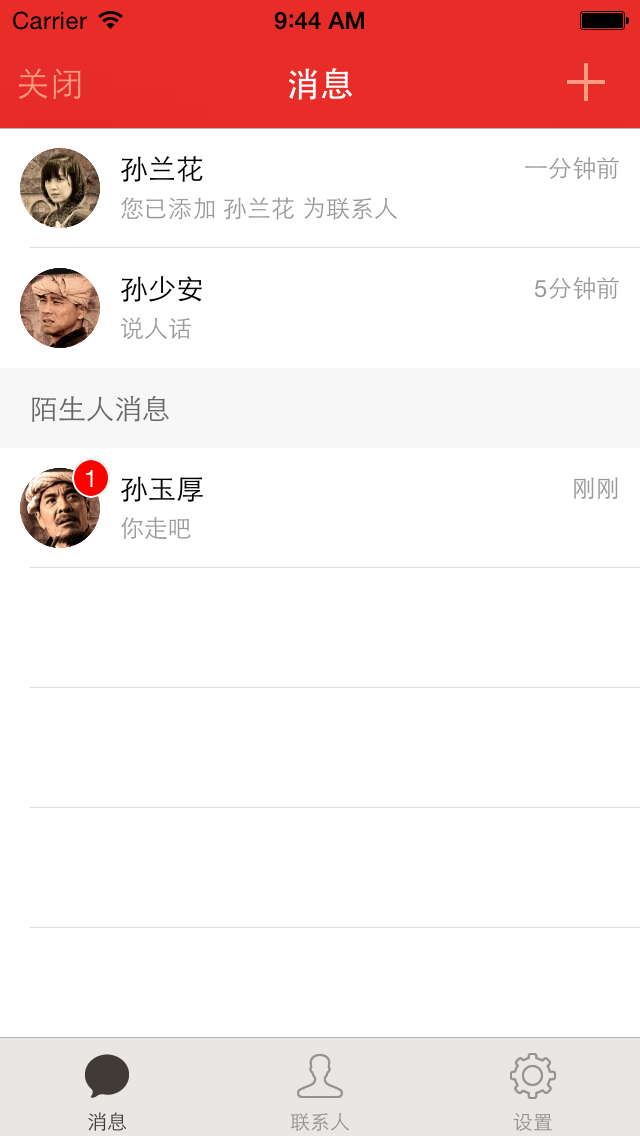 Carrier 9:44 AM
关闭 消息
孙兰花 一分钟前
您已添加 孙兰花 为联系人
孙少安 5分钟前
说人话
陌生人消息
1
孙玉厚 刚刚
你走吧
消息 联系人 设置